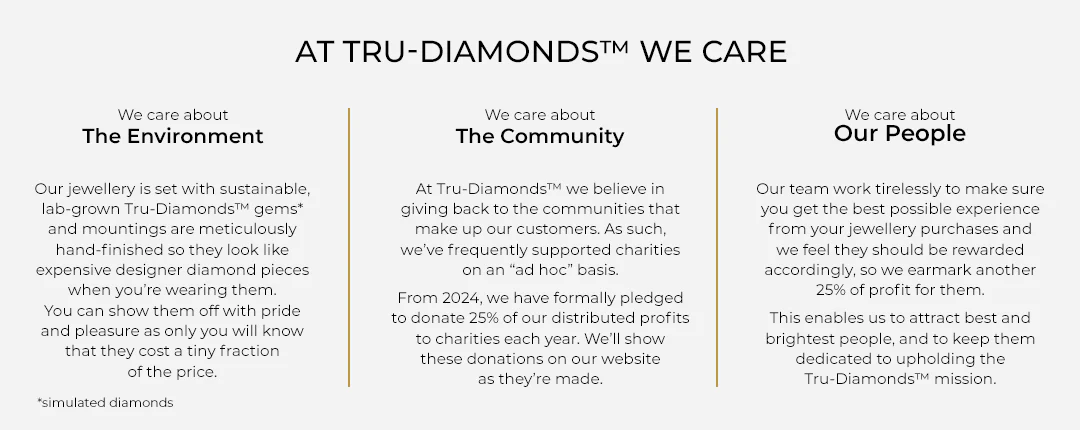 AT TRU-DIAMONDS™ WE CARE
We care about
The Environment
Our jewellery is set with sustainable,
lab-grown Tru-Diamonds™ gems*
and mountings are meticulously
hand-finished so they look like
expensive designer diamond pieces
when you’re wearing them.
You can show them off with pride
and pleasure as only you will know
that they cost a tiny fraction
of the price.
*simulated diamonds
We care about
The Community
At Tru-Diamonds™ we believe in
giving back to the communities that
make up our customers. As such,
we’ve frequently supported charities
on an “ad hoc” basis.
From 2024, we have formally pledged
to donate 25% of our distributed profits
to charities each year. We’ll show
these donations on our website
as they’re made.
We care about
Our People
Our team work tirelessly to make sure
you get the best possible experience
from your jewellery purchases and
we feel they should be rewarded
accordingly, so we earmark another
25% of profit for them.
This enables us to attract best and
brightest people, and to keep them
dedicated to upholding the
Tru-Diamonds™ mission.